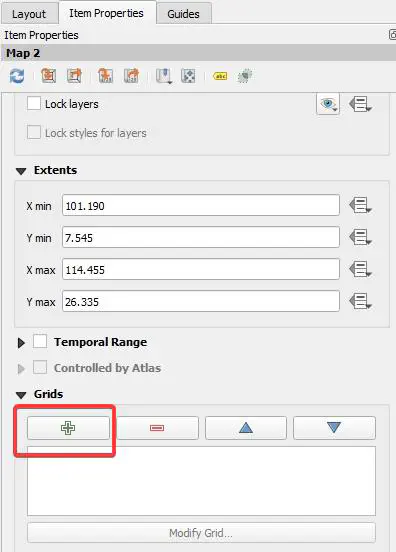 Layout Item Properties Guides
Item Properties
Map 2
abc
Lock layers
Lock styles for layers
Extents
X min 101.190
Y min 7.545
X max 114.455
Y max 26.335
Temporal Range
Controlled by Atlas
Grids
Modify Grid...